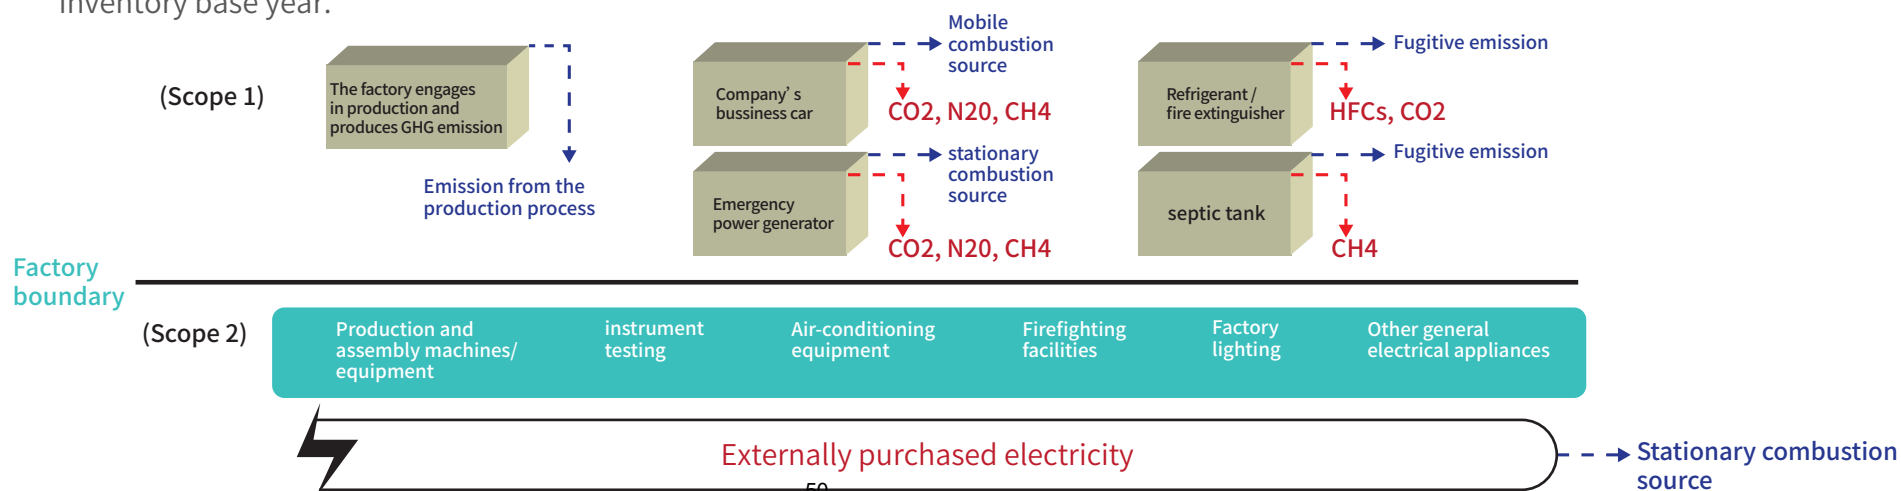 inventory base year.
(Scope 1)
The factory engages
in production and
produces GHG emission
Emission from the
production process
Company’s
bussiness car
Mobile
combustion
source
CO2, N20, CH4
Emergency
power generator
stationary
combustion
source
CO2, N20, CH4
Refrigerant /
fire extinguisher
Fugitive emission
HFCs, CO2
septic tank
Fugitive emission
CH4
Factory
boundary
(Scope 2)
Production and
assembly machines/
equipment
instrument
testing
Air-conditioning
equipment
Firefighting
facilities
Factory
lighting
Other general
electrical appliances
Externally purchased electricity
Stationary combustion
source